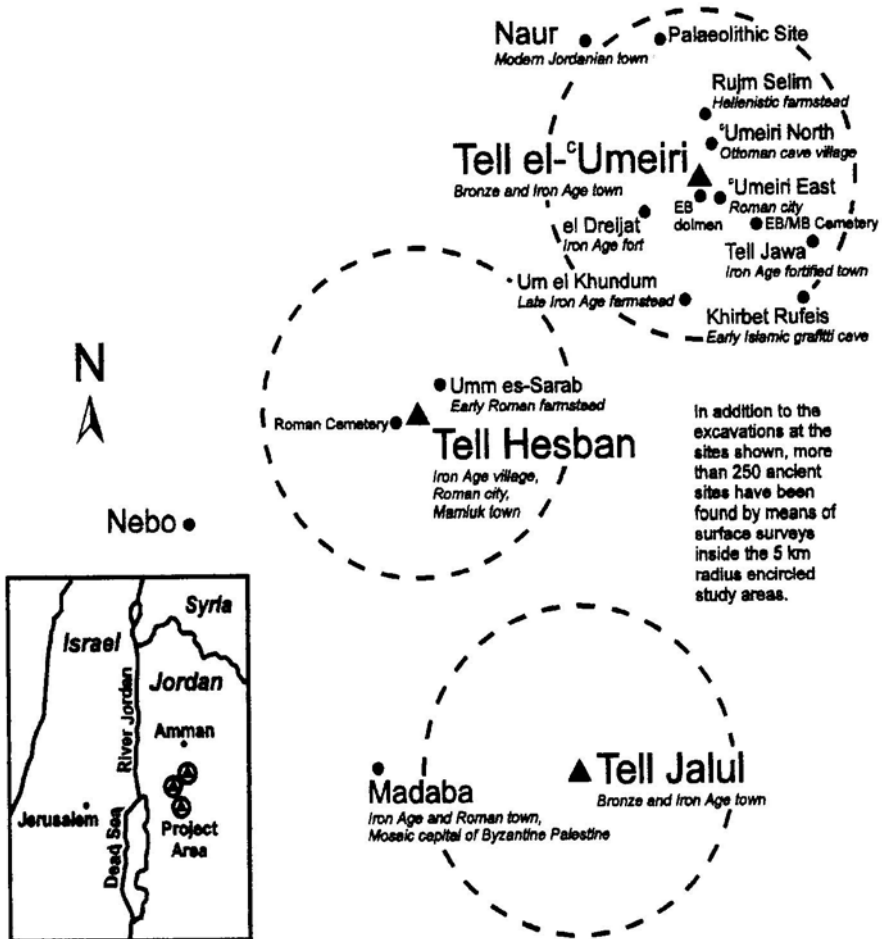 Naur
Modern Jordanian town
Palaeolithic Site
Rujm Selim
Hellenistic farmstead
ᶜUmeiri North
Ottoman cave village
Tell el-ᶜUmeiri
Bronze and Iron Age town
ᶜUmeiri East
Roman city
EB
dolmen
EB/MB Cemetery
el Dreijat
Iron Age fort
Tell Jawa
Iron Age fortified town
Um el Khundum
Late Iron Age farmstead
Khirbet Rufeis
Early Islamic grafitti cave
N
Umm es-Sarab
Early Roman farmstead
Roman Cemetery
Tell Hesban
Iron Age village,
Roman city,
Mamluk town
In addition to the
excavations at the
sites shown, more
than 250 ancient
sites have been
found by means of
surface surveys
inside the 5 km
radius encircled
study areas.
Nebo
Syria
Israel
Jordan
River Jordan
Amman
Jerusalem
Dead Sea
Project
Area
Madaba
Iron Age and Roman town,
Mosaic capital of Byzantine Palestine
Tell Jalul
Bronze and Iron Age town